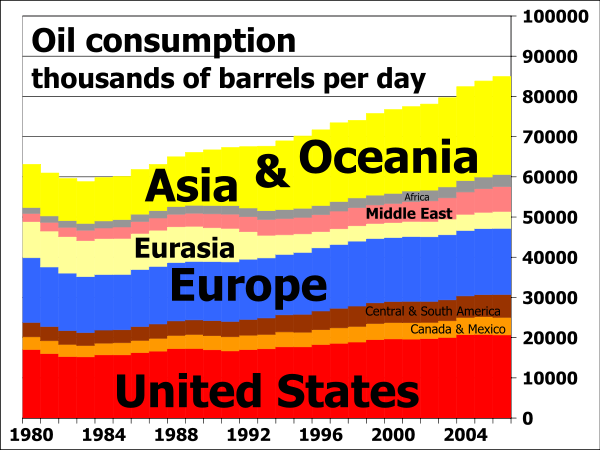 Oil consumption
thousands of barrels per day
100000
90000
80000
70000
60000
50000
40000
30000
20000
10000
0
Asia & Oceania
Africa
Middle East
Eurasia
Europe
Central & South America
Canada & Mexico
United States
1980 1984 1988 1992 1996 2000 2004